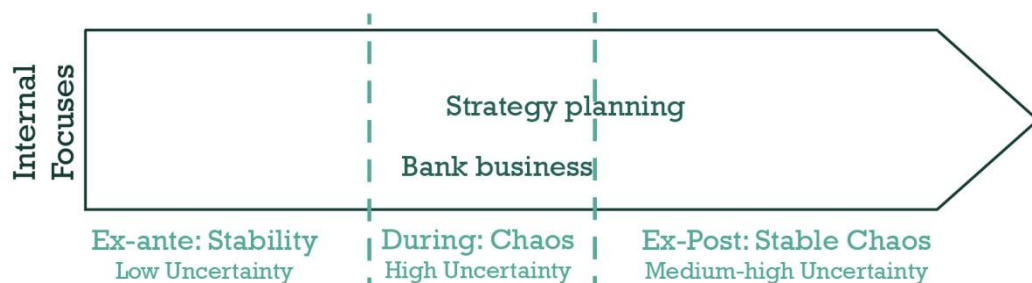 Internal
Focuses
Strategy planning
Bank business
Ex-ante: Stability
Low Uncertainty
During: Chaos
High Uncertainty
Ex-Post: Stable Chaos
Medium-high Uncertainty